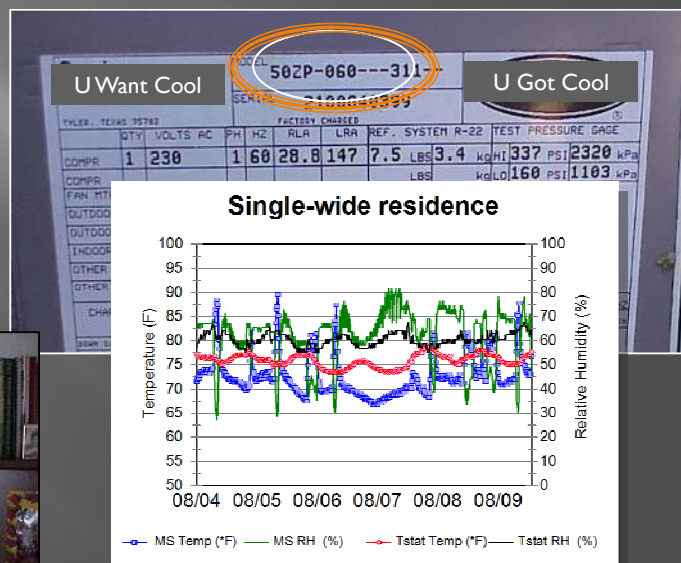 MODEL 50ZP-060---311--
U Want Cool
U Got Cool
SERIAL
TYLER, TEXAS 75702
FACTORY CHARGED
QTY VOLTS AC PH HZ RLA LRA REF. SYSTEM R-22 TEST PRESSURE GAGE
COMPR 1 230 1 60 28.8 147 7.5 LBS 3.4 kg HI 337 PSI 2320 kPa
COMPR LBS kg LO 160 PSI 1103 kPa
FAN MTR
OUTDOO
OUTDOO
INDOOR
OTHER
OTHER
Single-wide residence
100 100
95 90
90 80
85 70
80 60
75 50
70 40
65 30
60 20
55 10
50 0
Temperature (F)
Relative Humidity (%)
08/04 08/05 08/06 08/07 08/08 08/09
MS Temp (*F) MS RH (%) Tstat Temp (*F) Tstat RH (%)